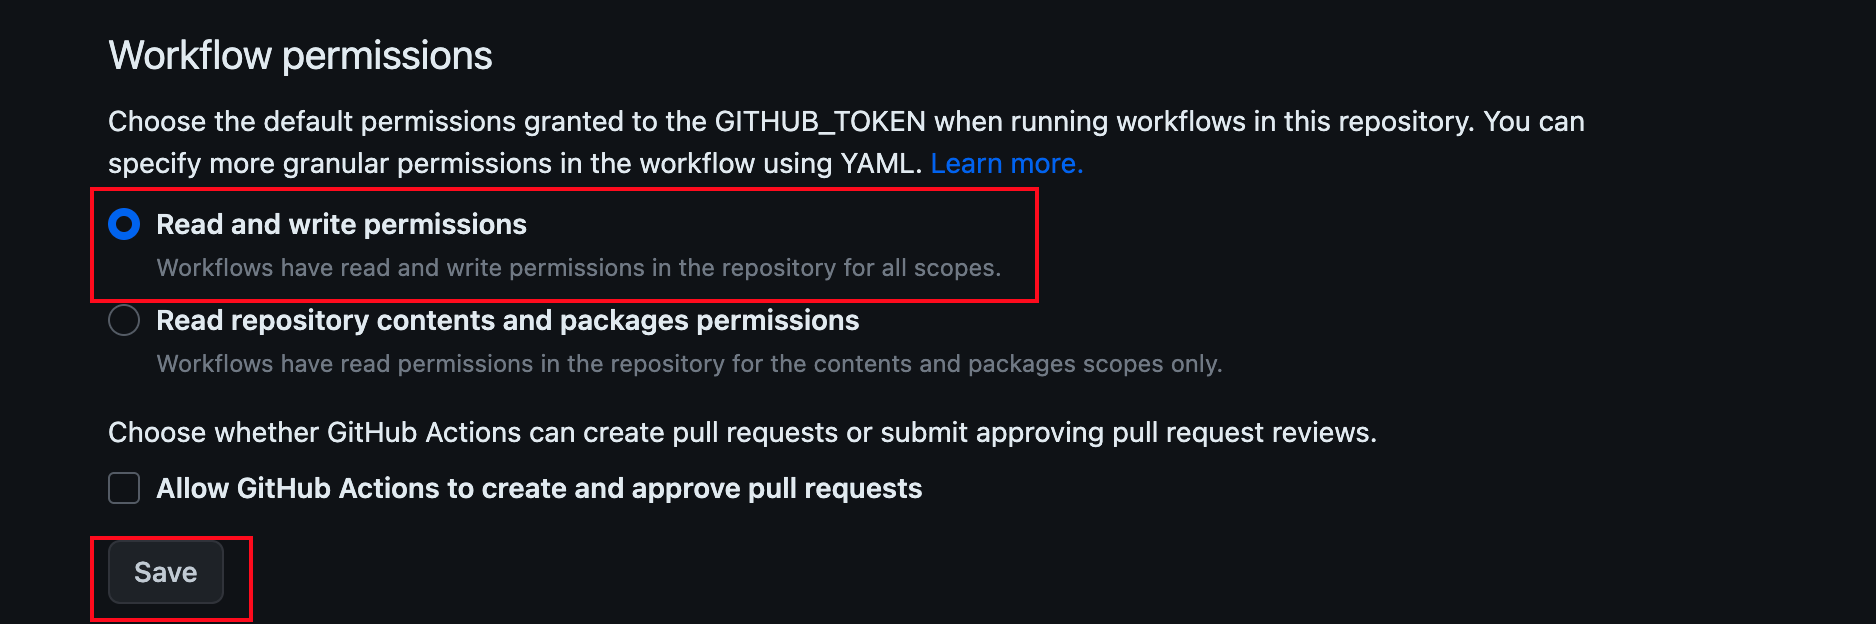 Workflow permissions
Choose the default permissions granted to the GITHUB_TOKEN when running workflows in this repository. You can
specify more granular permissions in the workflow using YAML. Learn more.
Read and write permissions
Workflows have read and write permissions in the repository for all scopes.
Read repository contents and packages permissions
Workflows have read permissions in the repository for the contents and packages scopes only.
Choose whether GitHub Actions can create pull requests or submit approving pull request reviews.
Allow GitHub Actions to create and approve pull requests
Save